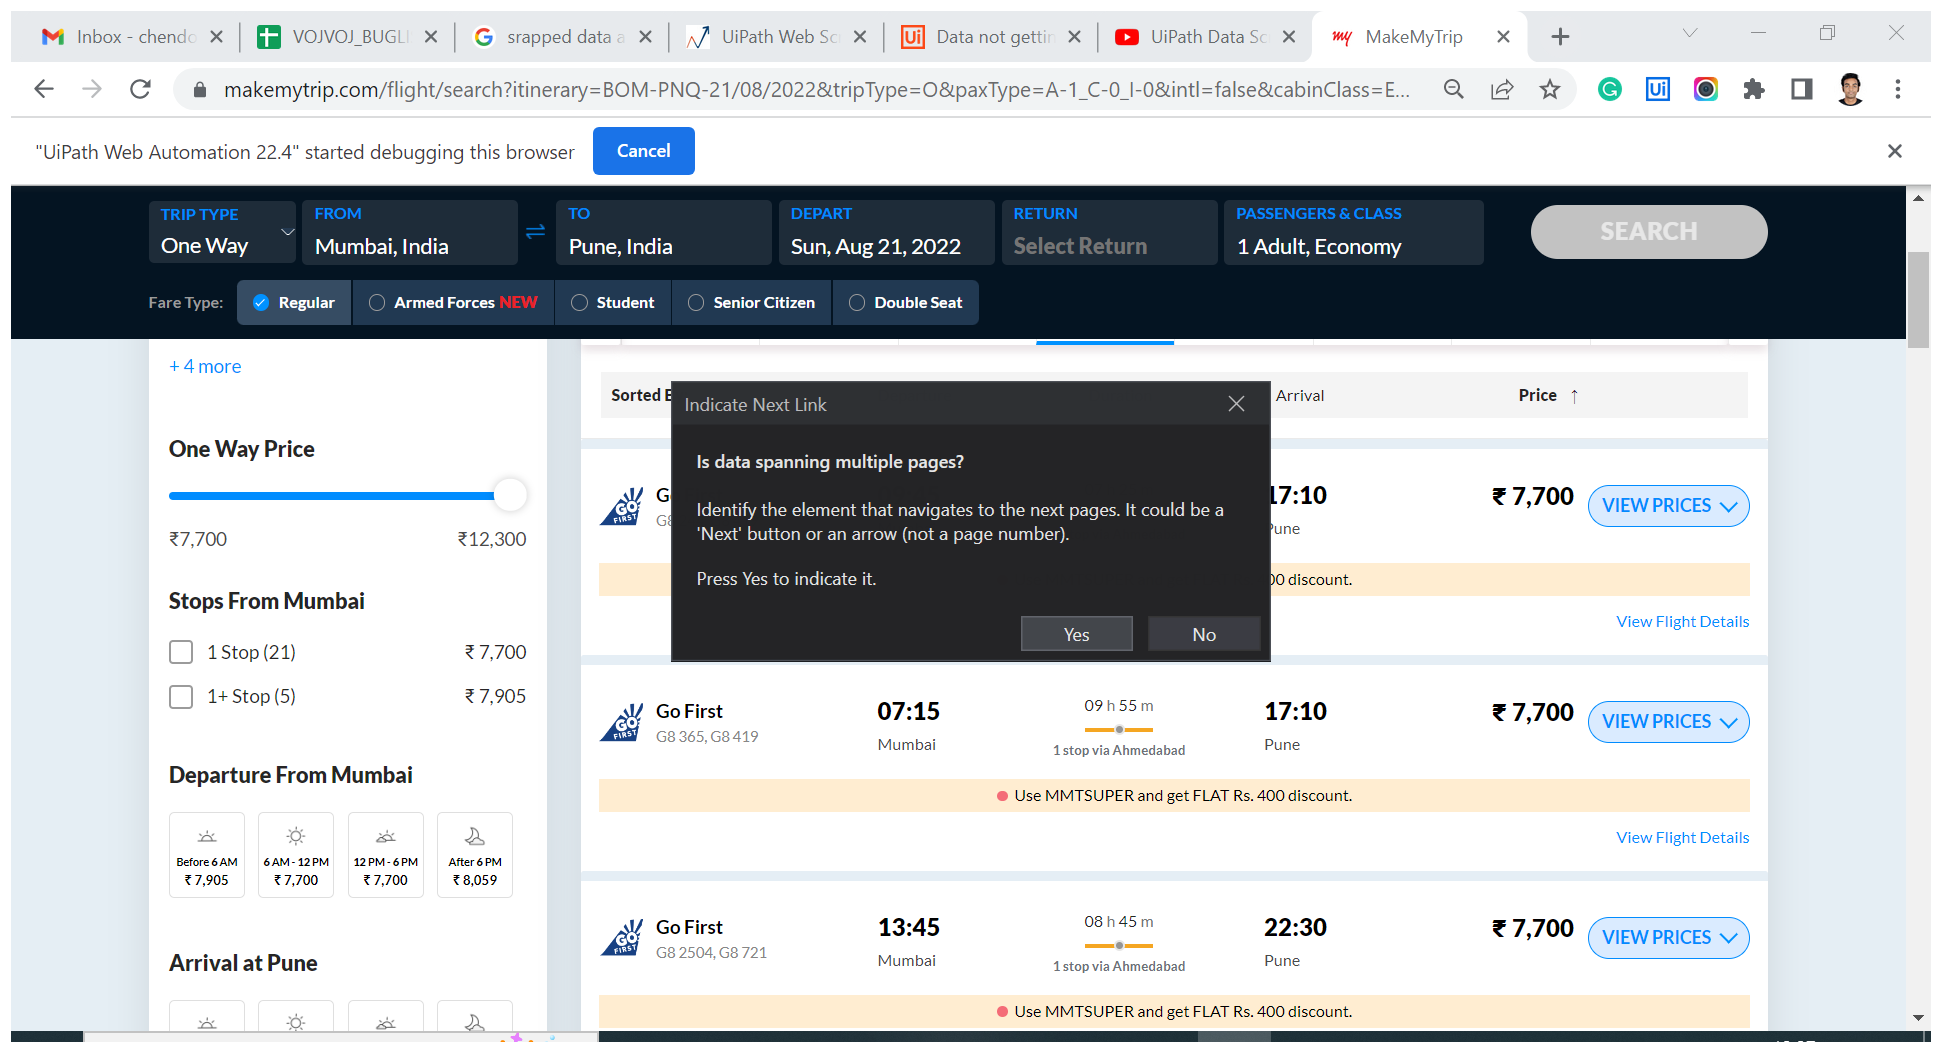 Inbox - chendo
VOJVOJ_BUGLI
srapped data a
UiPath Web Sc
Data not gettin
UiPath Data Sc
my MakeMyTrip
makemytrip.com/flight/search?itinerary=BOM-PNQ-21/08/2022&tripType=O&paxType=A-1_C-0_I-0&intl=false&cabinClass=E...
"UiPath Web Automation 22.4" started debugging this browser Cancel
TRIP TYPE FROM TO DEPART RETURN PASSENGERS & CLASS
One Way Mumbai, India Pune, India Sun, Aug 21, 2022 Select Return 1 Adult, Economy SEARCH
Fare Type: Regular Armed Forces NEW Student Senior Citizen Double Seat
+ 4 more
One Way Price
₹7,700 ₹12,300
Stops From Mumbai
1 Stop (21) ₹ 7,700
1+ Stop (5) ₹ 7,905
Departure From Mumbai
Before 6 AM 6 AM - 12 PM 12 PM - 6 PM After 6 PM
₹ 7,905 ₹ 7,700 ₹ 7,700 ₹ 8,059
Arrival at Pune
Sorted Arrival Price ↑
Indicate Next Link
Is data spanning multiple pages?
Identify the element that navigates to the next pages. It could be a
'Next' button or an arrow (not a page number).
Press Yes to indicate it.
Yes No
GO FIRST
17:10 ₹ 7,700 VIEW PRICES
Pune
00 discount.
View Flight Details
GO FIRST
Go First 07:15 09 h 55 m 17:10 ₹ 7,700 VIEW PRICES
G8 365, G8 419 Mumbai 1 stop via Ahmedabad Pune
Use MMTSUPER and get FLAT Rs. 400 discount.
View Flight Details
GO FIRST
Go First 13:45 08 h 45 m 22:30 ₹ 7,700 VIEW PRICES
G8 2504, G8 721 Mumbai 1 stop via Ahmedabad Pune
Use MMTSUPER and get FLAT Rs. 400 discount.